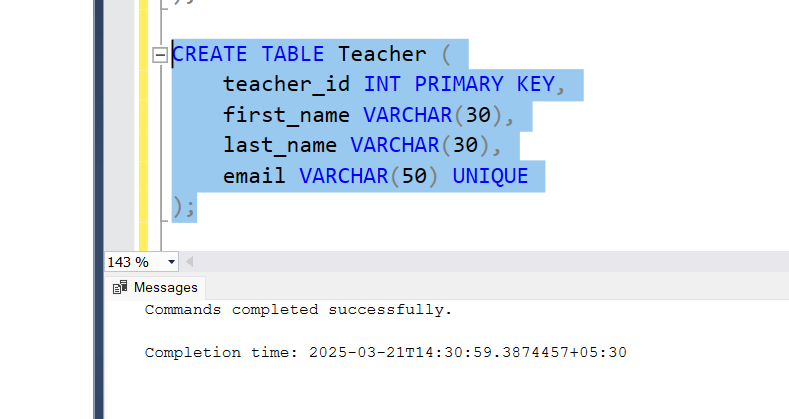 );
CREATE TABLE Teacher (
    teacher_id INT PRIMARY KEY,
    first_name VARCHAR(30),
    last_name VARCHAR(30),
    email VARCHAR(50) UNIQUE
);
143 %
Messages
Commands completed successfully.
Completion time: 2025-03-21T14:30:59.3874457+05:30